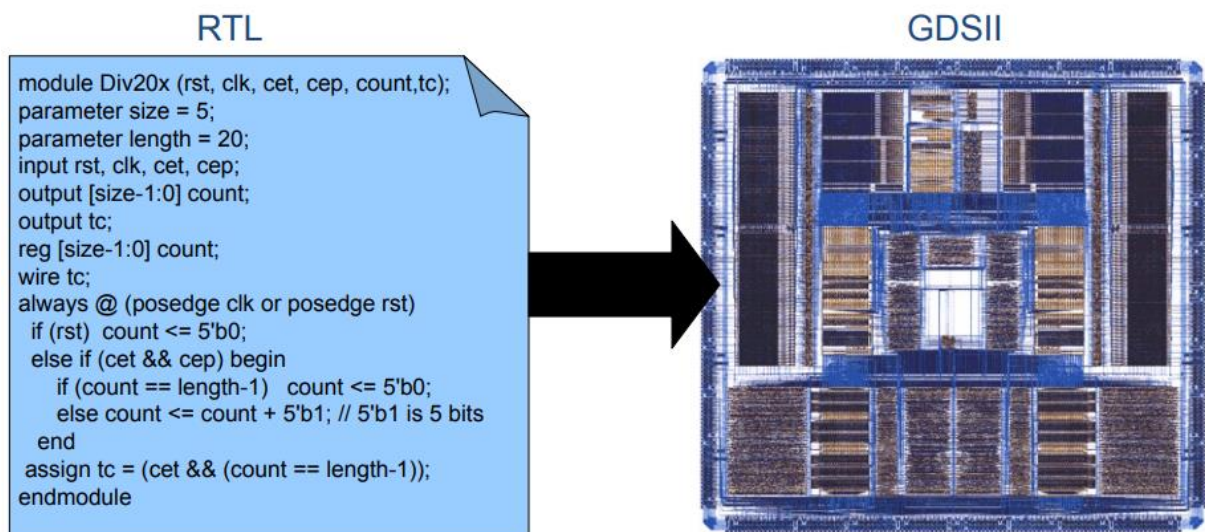 RTL
GDSII
module Div20x (rst, clk, cet, cep, count,tc);
parameter size = 5;
parameter length = 20;
input rst, clk, cet, cep;
output [size-1:0] count;
output tc;
reg [size-1:0] count;
wire tc;
always @ (posedge clk or posedge rst)
if (rst) count <= 5'b0;
else if (cet && cep) begin
if (count == length-1) count <= 5'b0;
else count <= count + 5'b1; // 5'b1 is 5 bits
end
assign tc = (cet && (count == length-1));
endmodule